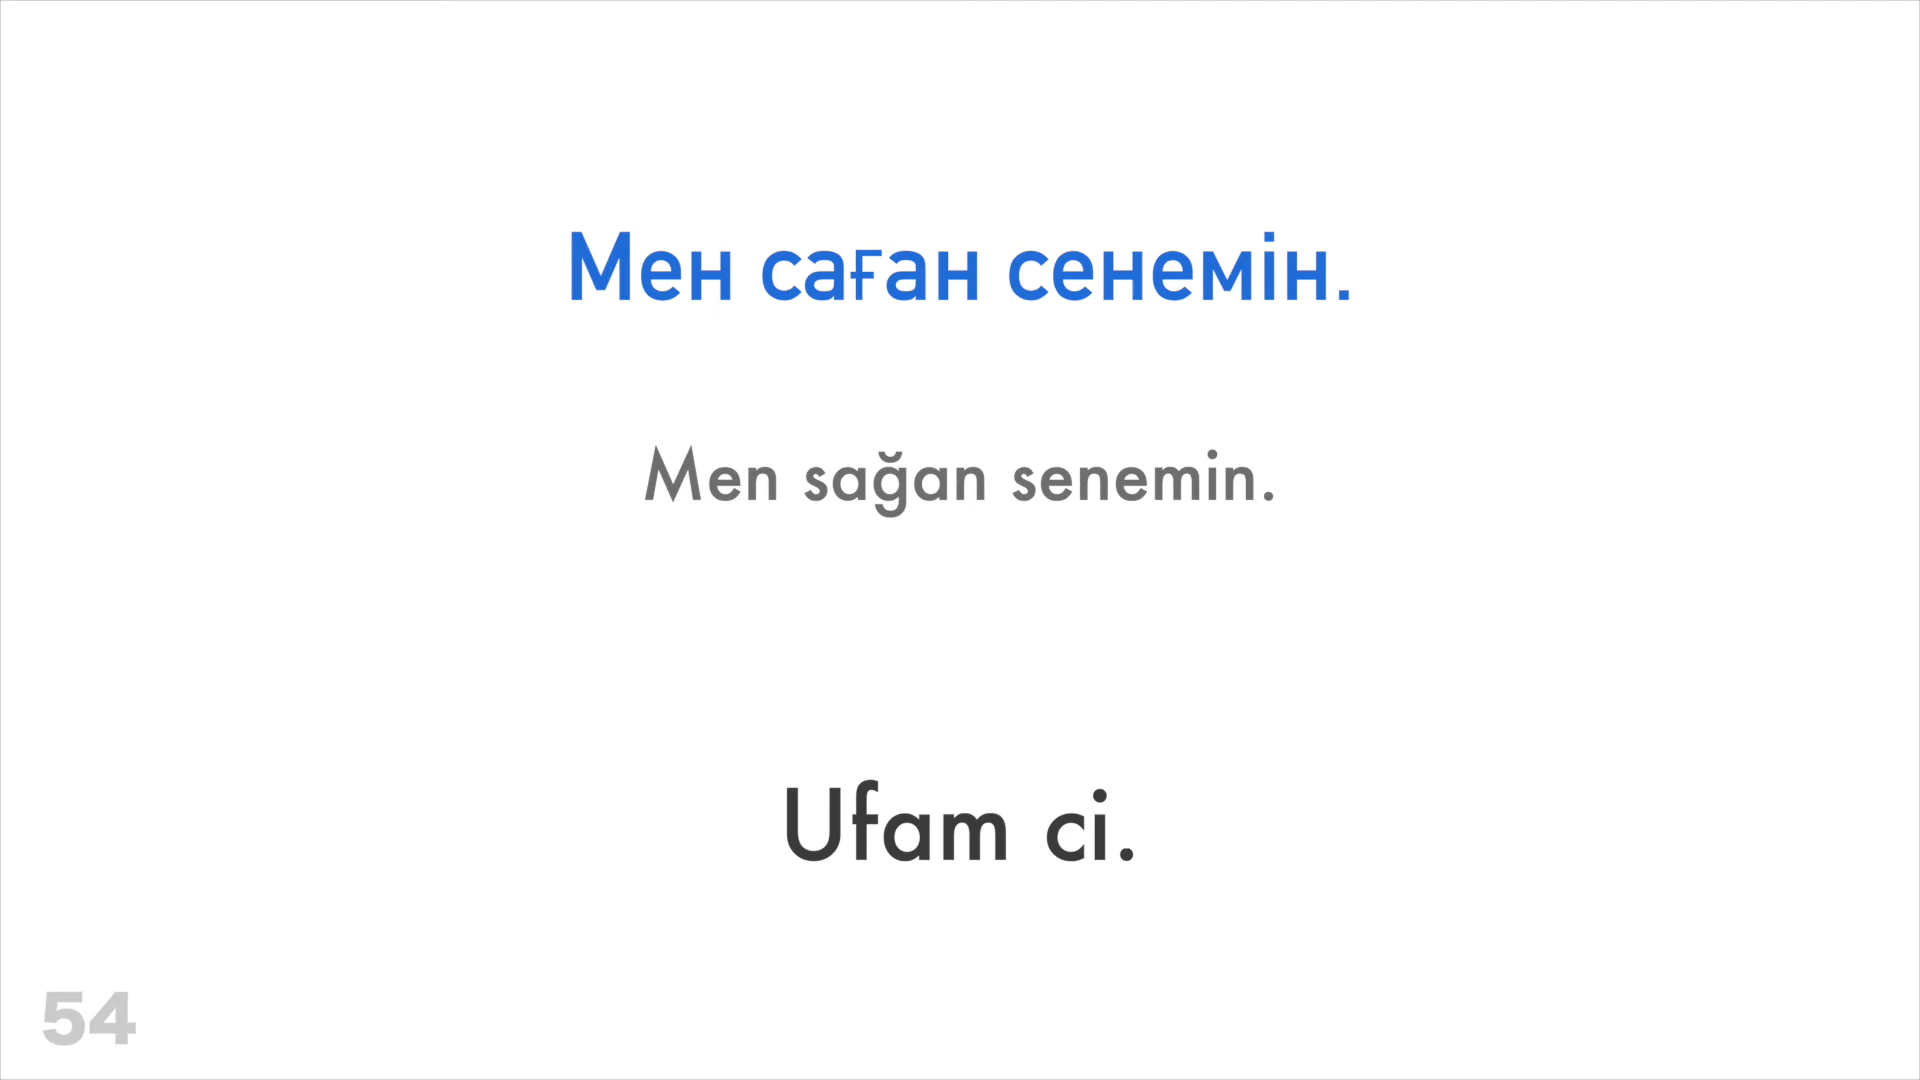 Мен саған сенемін.
Men sağan senemin.
Ufam ci.
54